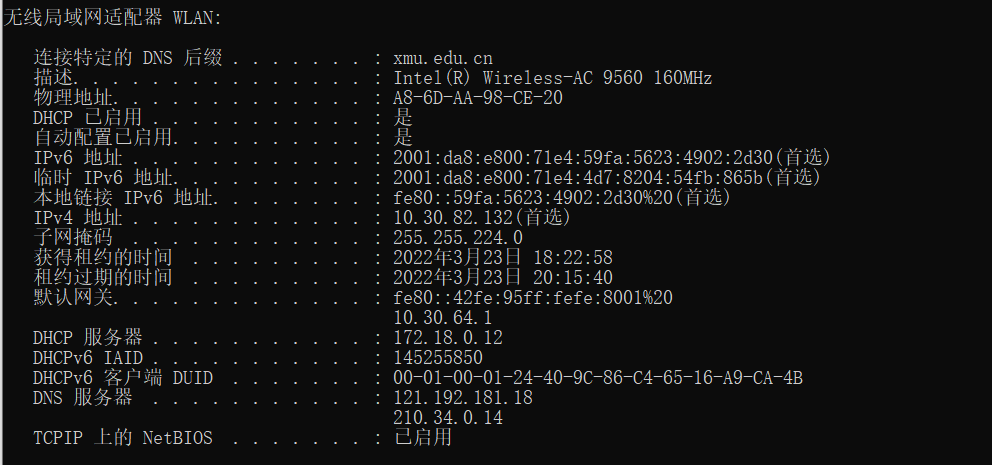 无线局域网适配器 WLAN:
连接特定的 DNS 后缀 . . . . . . . : xmu.edu.cn
描述. . . . . . . . . . . . . . . : Intel(R) Wireless-AC 9560 160MHz
物理地址. . . . . . . . . . . . . : A8-6D-AA-98-CE-20
DHCP 已启用 . . . . . . . . . . . : 是
自动配置已启用. . . . . . . . . . : 是
IPv6 地址 . . . . . . . . . . . . : 2001:da8:e800:71e4:59fa:5623:4902:2d30(首选)
临时 IPv6 地址. . . . . . . . . . : 2001:da8:e800:71e4:4d7:8204:54fb:865b(首选)
本地链接 IPv6 地址. . . . . . . . : fe80::59fa:5623:4902:2d30%20(首选)
IPv4 地址 . . . . . . . . . . . . : 10.30.82.132(首选)
子网掩码  . . . . . . . . . . . . : 255.255.224.0
获得租约的时间  . . . . . . . . . : 2022年3月23日 18:22:58
租约过期的时间  . . . . . . . . . : 2022年3月23日 20:15:40
默认网关. . . . . . . . . . . . . : fe80::42fe:95ff:fefe:8001%20
10.30.64.1
DHCP 服务器 . . . . . . . . . . . : 172.18.0.12
DHCPv6 IAID . . . . . . . . . . . : 145255850
DHCPv6 客户端 DUID  . . . . . . . : 00-01-00-01-24-40-9C-86-C4-65-16-A9-CA-4B
DNS 服务器  . . . . . . . . . . . : 121.192.181.18
210.34.0.14
TCPIP 上的 NetBIOS  . . . . . . . : 已启用